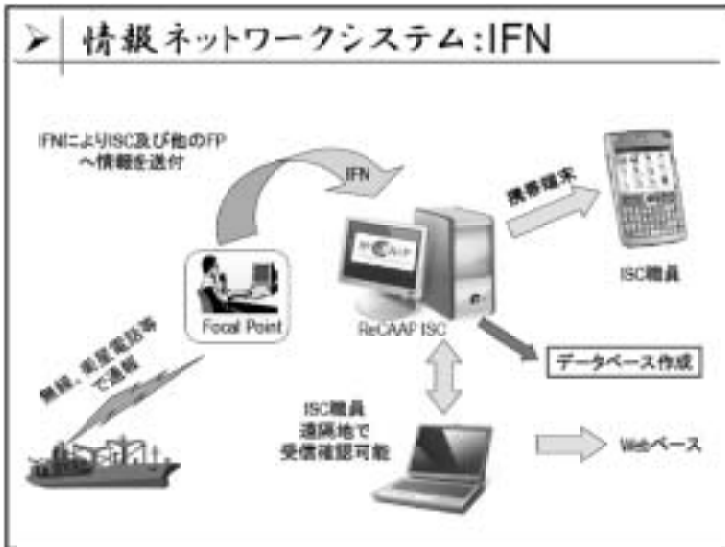 情報ネットワークシステム:IFN
IFNによりISC及び他のFP
へ情報を送付
IFN
携帯端末
ISC職員
Focal Point
ReCAAP ISC
無線、衛星電話等
で通報
データベース作成
ISC職員
遠隔地で
受信確認可能
Webベース